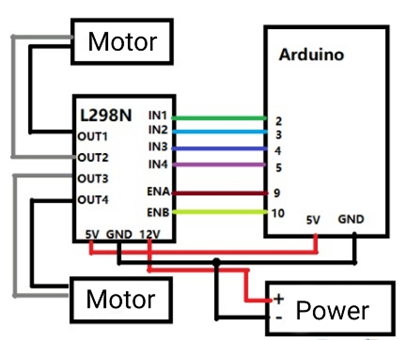 Motor
Arduino
L298N
IN1
IN2
IN3
IN4
ENA
ENB
OUT1
OUT2
OUT3
OUT4
5V GND 12V
2
3
4
5
9
10
5V GND
Motor
+
-
Power